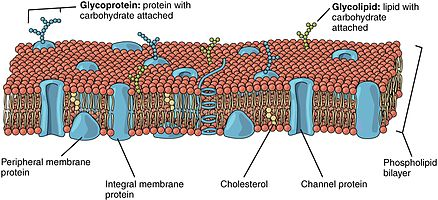 Glycoprotein: protein with
carbohydrate attached
Glycolipid: lipid with
carbohydrate
attached
Peripheral membrane
protein
Integral membrane
protein
Cholesterol
Channel protein
Phospholipid
bilayer